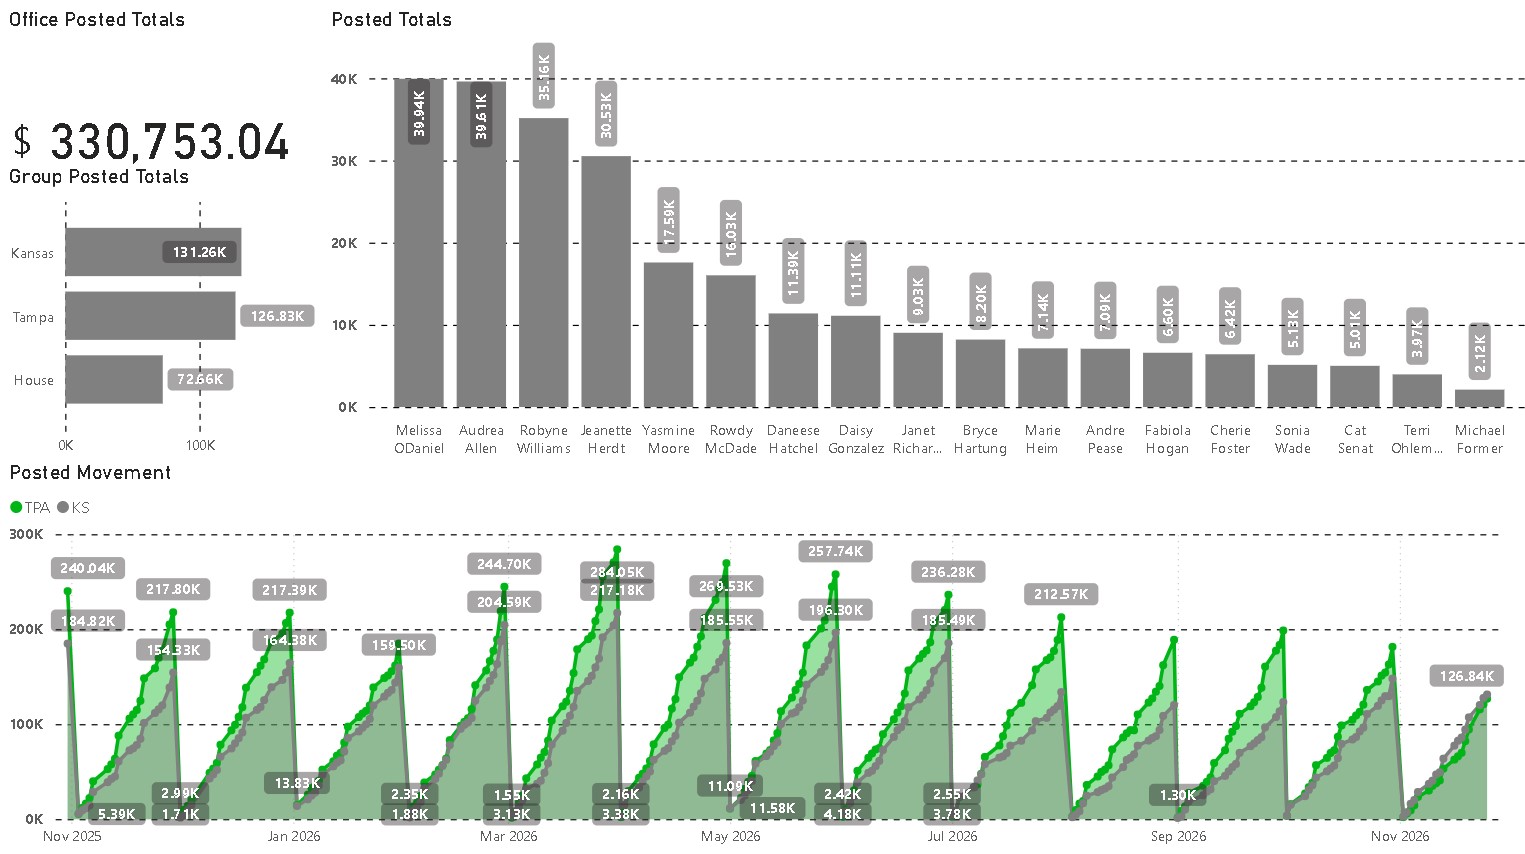 Office Posted Totals
$ 330,753.04
Group Posted Totals
Kansas
131.26K
Tampa
126.83K
House
72.66K
0K
100K
Posted Totals
40K
30K
20K
10K
0K
39.94K
39.61K
35.16K
30.53K
17.59K
16.03K
11.39K
11.11K
9.03K
8.20K
7.14K
7.09K
6.60K
6.42K
5.13K
5.01K
3.97K
2.12K
Melissa
ODaniel
Audrea
Allen
Robyne
Williams
Jeanette
Herdt
Yasmine
Moore
Rowdy
McDade
Daneese
Hatchel
Daisy
Gonzalez
Janet
Richar...
Bryce
Hartung
Marie
Heim
Andre
Pease
Fabiola
Hogan
Cherie
Foster
Sonia
Wade
Cat
Senat
Terri
Ohlem...
Michael
Former
Posted Movement
TPA
KS
300K
200K
100K
0K
240.04K
184.82K
5.39K
217.80K
154.33K
2.99K
1.71K
217.39K
164.38K
13.83K
159.50K
2.35K
1.88K
244.70K
204.59K
1.55K
3.13K
284.05K
217.18K
2.16K
3.38K
269.53K
185.55K
11.09K
11.58K
257.74K
196.30K
2.42K
4.18K
236.28K
185.49K
2.55K
3.78K
212.57K
1.30K
126.84K
Nov 2025
Jan 2026
Mar 2026
May 2026
Jul 2026
Sep 2026
Nov 2026